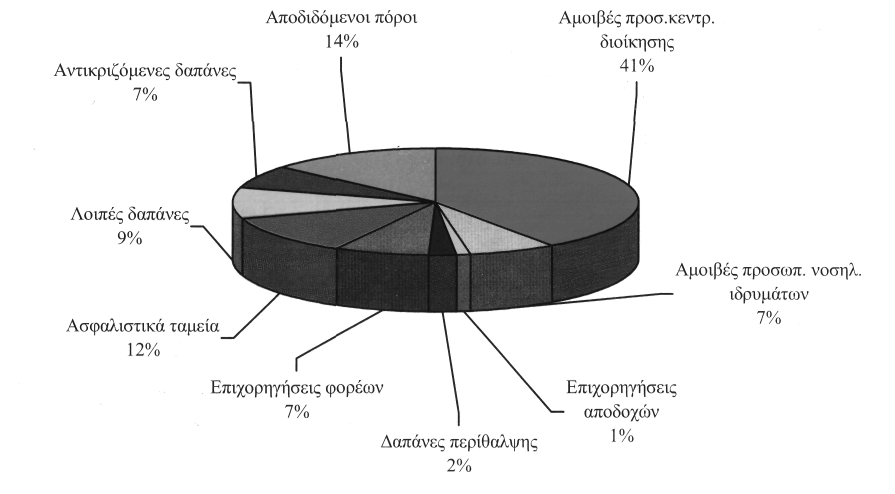 Αποδιδόμενοι πόροι
14%
Αμοιβές προσ.κεντρ.
διοίκησης
41%
Αντικριζόμενες δαπάνες
7%
Λοιπές δαπάνες
9%
Αμοιβές προσωπ. νοσηλ.
ιδρυμάτων
7%
Ασφαλιστικά ταμεία
12%
Επιχορηγήσεις φορέων
7%
Επιχορηγήσεις
αποδοχών
1%
Δαπάνες περίθαλψης
2%